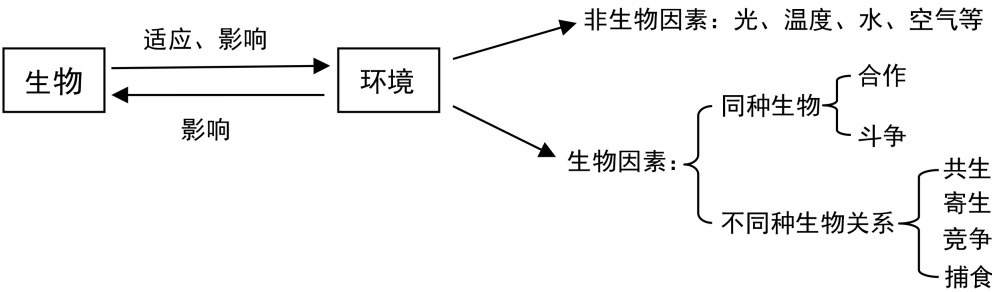 适应、影响
生物
环境
影响
非生物因素：光、温度、水、空气等
生物因素：
同种生物
合作
斗争
不同种生物关系
共生
寄生
竞争
捕食